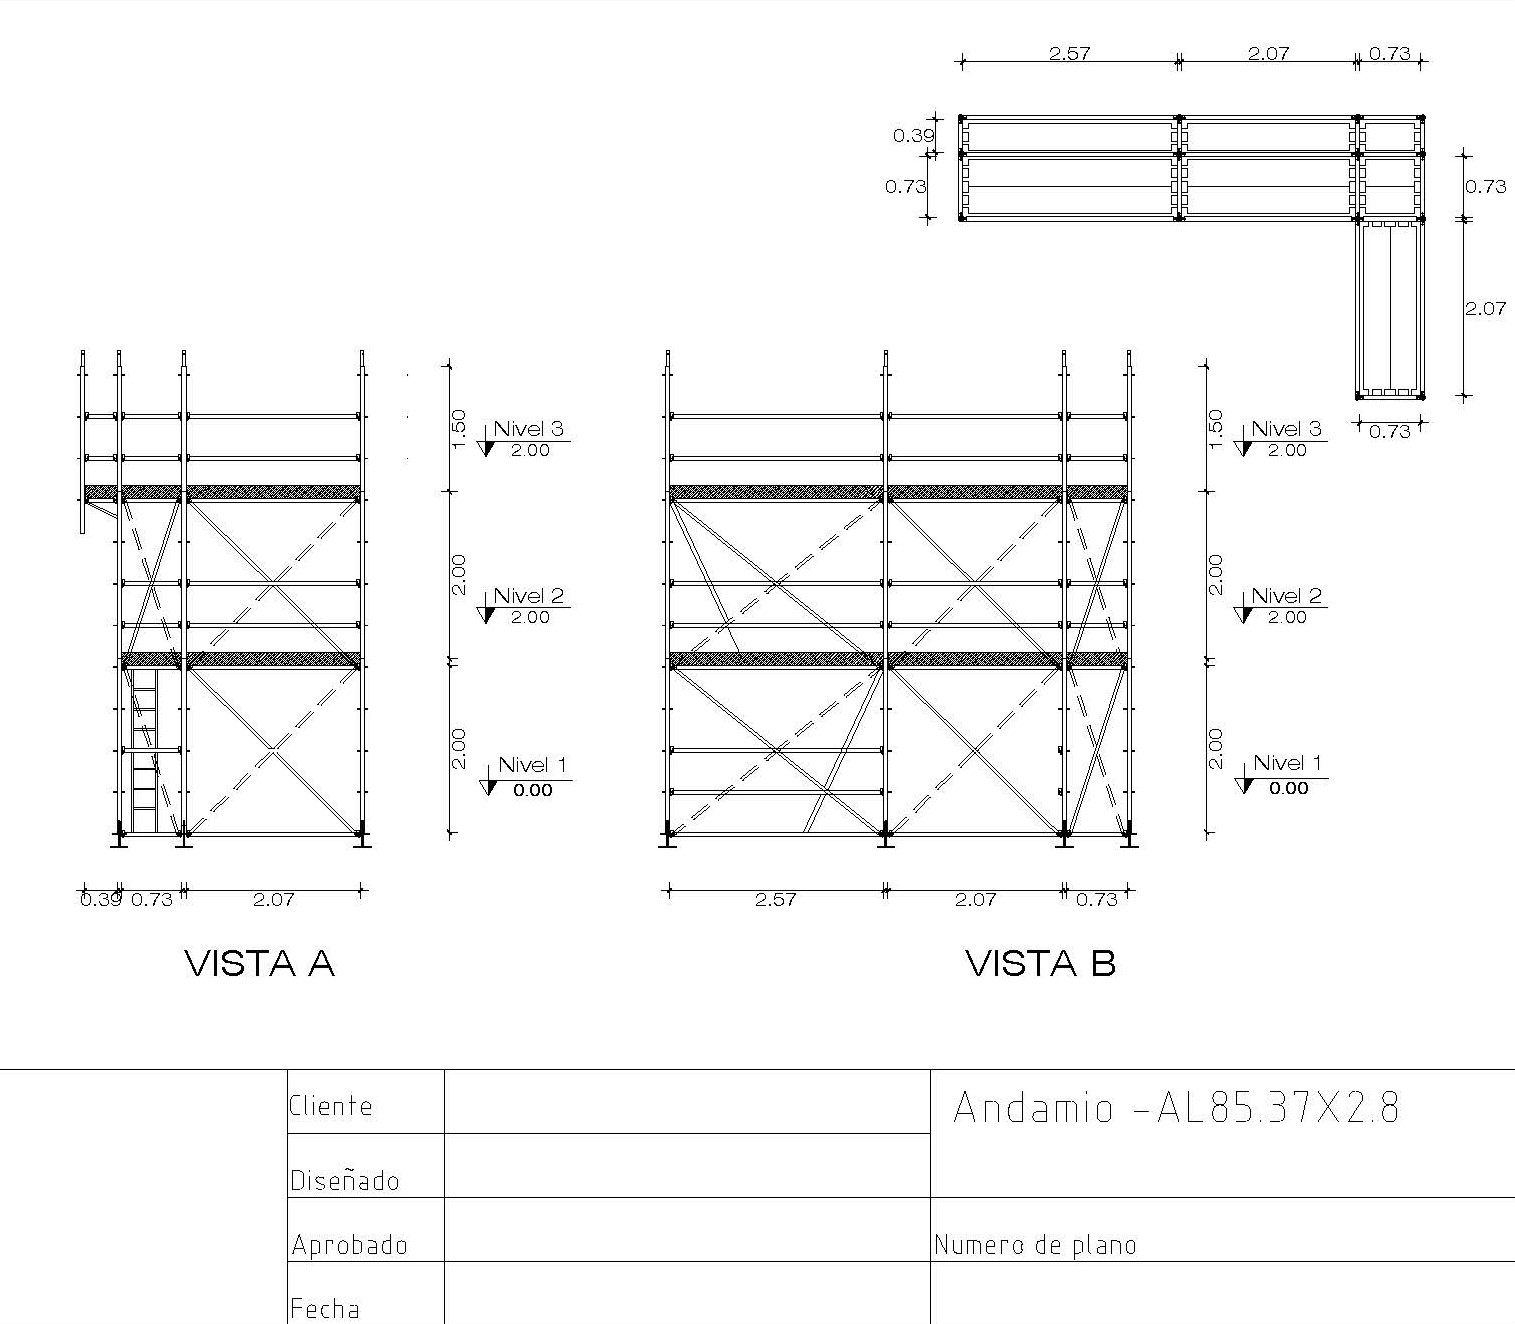 2.57 2.07 0.73
0.39
0.73 0.73
2.07
0.73
1.50 Nivel 3
2.00
1.50 Nivel 3
2.00
2.00 Nivel 2
2.00
2.00 Nivel 2
2.00
2.00 Nivel 1
0.00
2.00 Nivel 1
0.00
0.39 0.73 2.07
2.57 2.07 0.73
VISTA A
VISTA B
Cliente
Andamio -AL85.37X2.8
Diseñado
Aprobado
Numero de plano
Fecha